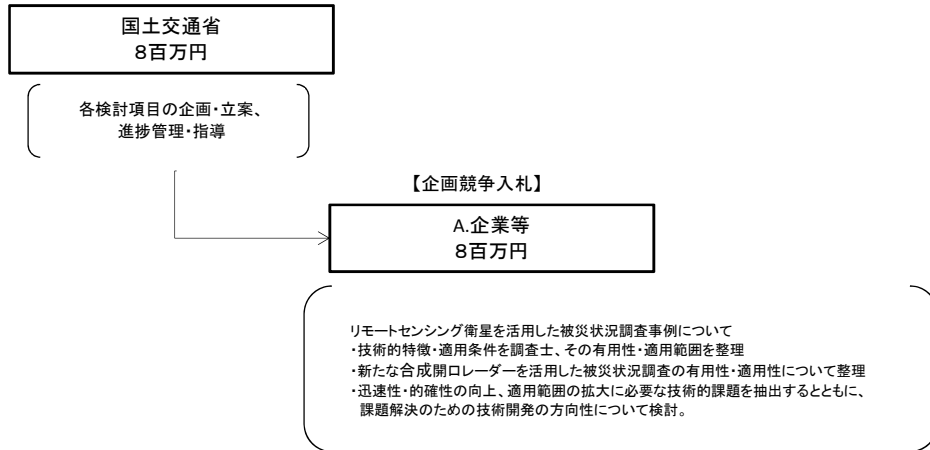 国土交通省
8百万円
各検討項目の企画・立案、
進捗管理・指導
【企画競争入札】
A.企業等
8百万円
リモートセンシング衛星を活用した被災状況調査事例について
・技術的特徴・適用条件を調査士、その有用性・適用範囲を整理
・新たな合成開ロレーダーを活用した被災状況調査の有用性・適用性について整理
・迅速性・的確性の向上、適用範囲の拡大に必要な技術的課題を抽出するとともに、
課題解決のための技術開発の方向性について検討。